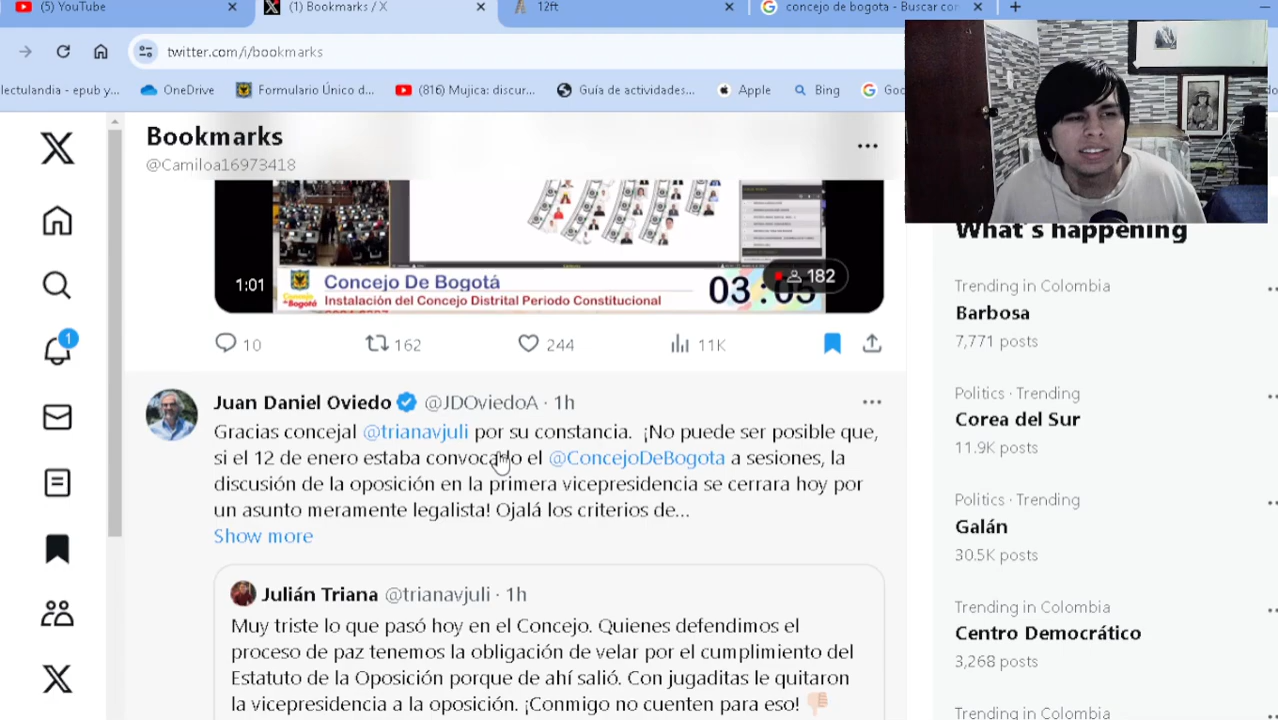 (5) YouTube
(1) Bookmarks / X
12ft
concejo de bogota - Buscar con
twitter.com/i/bookmarks
lectulandia - epub y...
OneDrive
Formulario Único d...
(816) Mujica: discur...
Guía de actividades...
Apple
Bing
Goo
Bookmarks
@Camiloa16973418
1:01
Concejo De Bogotá
Instalación del Concejo Distrital Periodo Constitucional
03:05
182
10
162
244
11K
Juan Daniel Oviedo @JDOviedoA · 1h
Gracias concejal @trianavjuli por su constancia. ¡No puede ser posible que,
si el 12 de enero estaba convocado el @ConcejoDeBogota a sesiones, la
discusión de la oposición en la primera vicepresidencia se cerrara hoy por
un asunto meramente legalista! Ojalá los criterios de...
Show more
Julián Triana @trianavjuli · 1h
Muy triste lo que pasó hoy en el Concejo. Quienes defendimos el
proceso de paz tenemos la obligación de velar por el cumplimiento del
Estatuto de la Oposición porque de ahí salió. Con jugaditas le quitaron
la vicepresidencia a la oposición. ¡Conmigo no cuenten para eso! 👎🏻
1
What's happening
Trending in Colombia
Barbosa
7,771 posts
Politics · Trending
Corea del Sur
11.9K posts
Politics · Trending
Galán
30.5K posts
Trending in Colombia
Centro Democrático
3,268 posts
Trending in Colombia